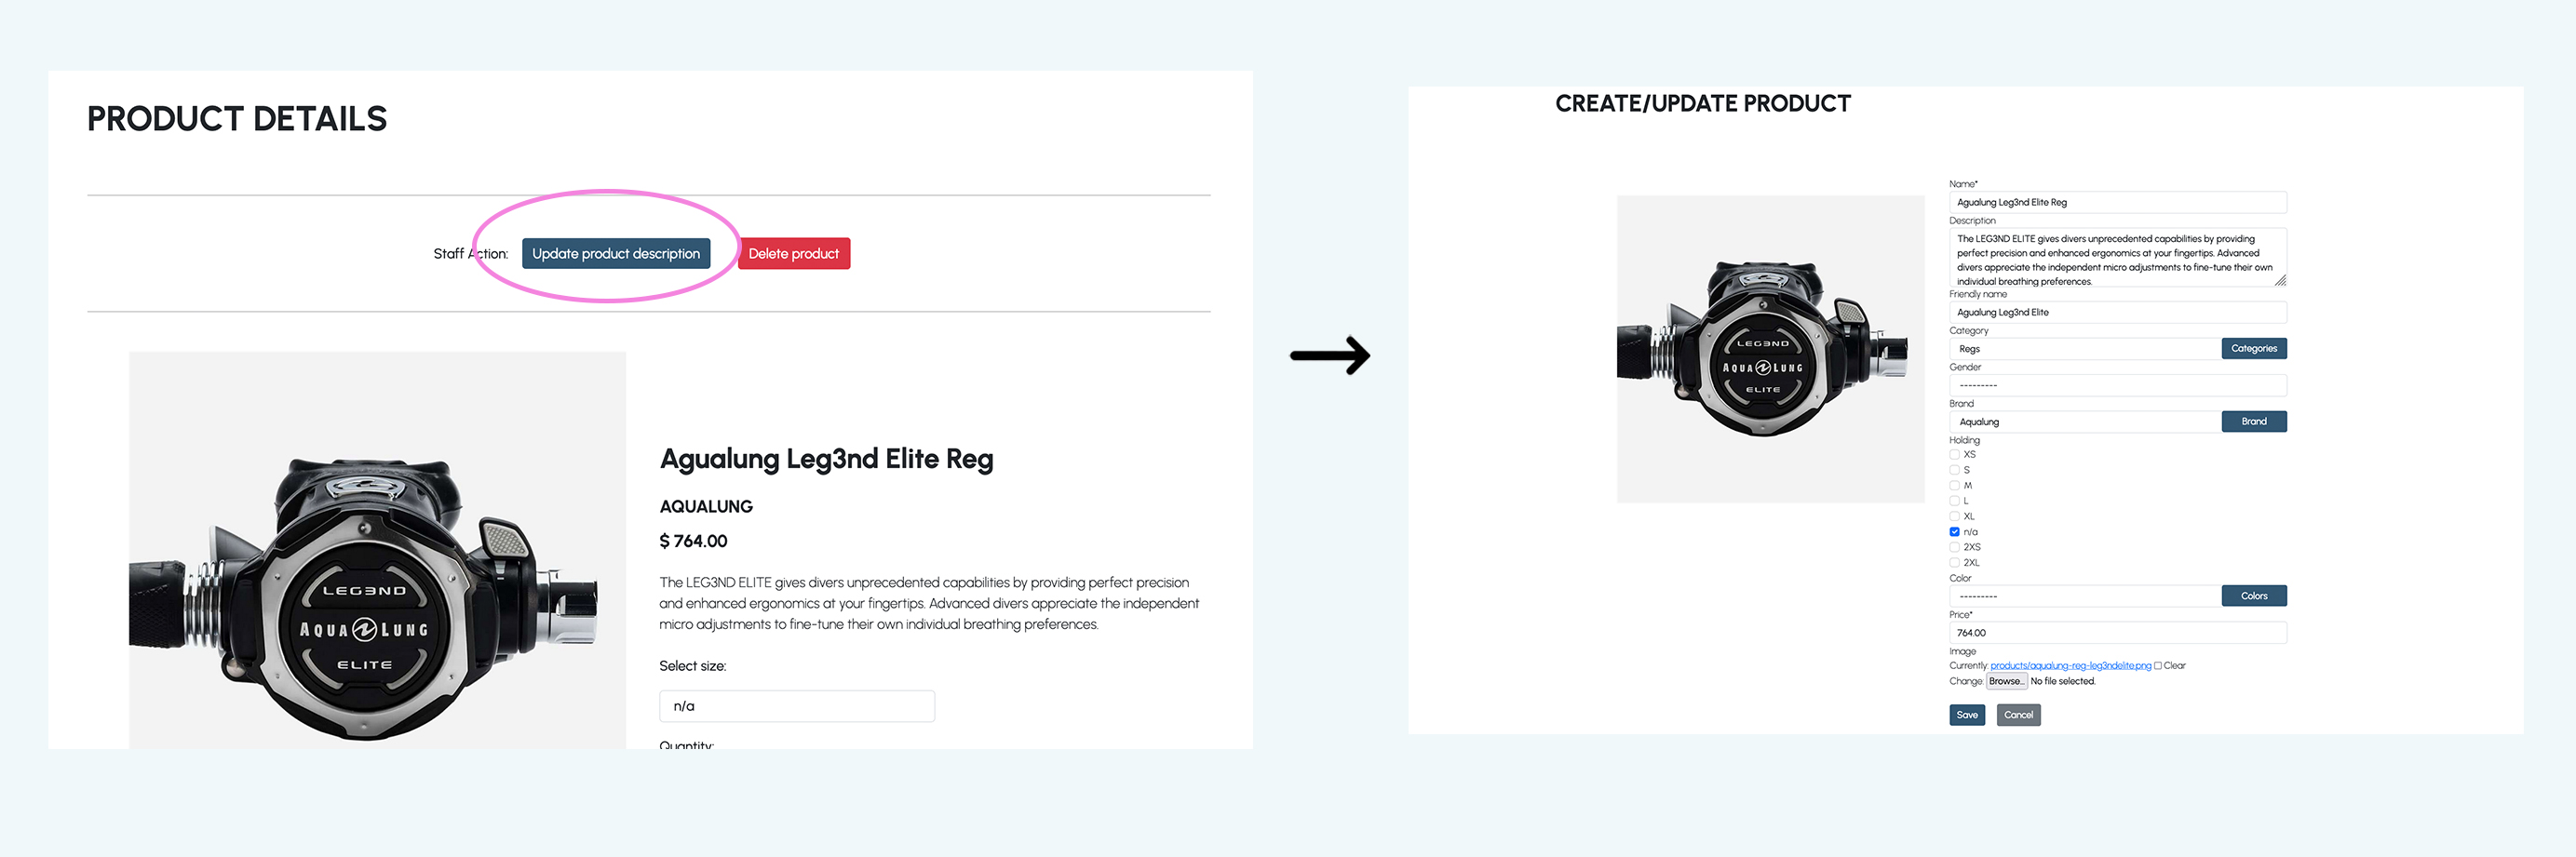 PRODUCT DETAILS
Staff Action:
Update product description
Delete product
LEG3ND
AQUA LUNG
ELITE
Agualung Leg3nd Elite Reg
AQUALUNG
$ 764.00
The LEG3ND ELITE gives divers unprecedented capabilities by providing perfect precision
and enhanced ergonomics at your fingertips. Advanced divers appreciate the independent
micro adjustments to fine-tune their own individual breathing preferences.
Select size:
n/a
Quantity:
CREATE/UPDATE PRODUCT
LEG3ND
AQUA LUNG
ELITE
Name*
Agualung Leg3nd Elite Reg
Description
The LEG3ND ELITE gives divers unprecedented capabilities by providing
perfect precision and enhanced ergonomics at your fingertips. Advanced
divers appreciate the independent micro adjustments to fine-tune their own
individual breathing preferences.
Friendly name
Agualung Leg3nd Elite
Category
Regs
Categories
Gender
---------
Brand
Aqualung
Brand
Holding
XS
S
M
L
XL
n/a
2XS
2XL
Color
---------
Colors
Price*
764.00
Image
Currently: products/aqualung-reg-leg3ndelite.png Clear
Change: Browse... No file selected.
Save
Cancel